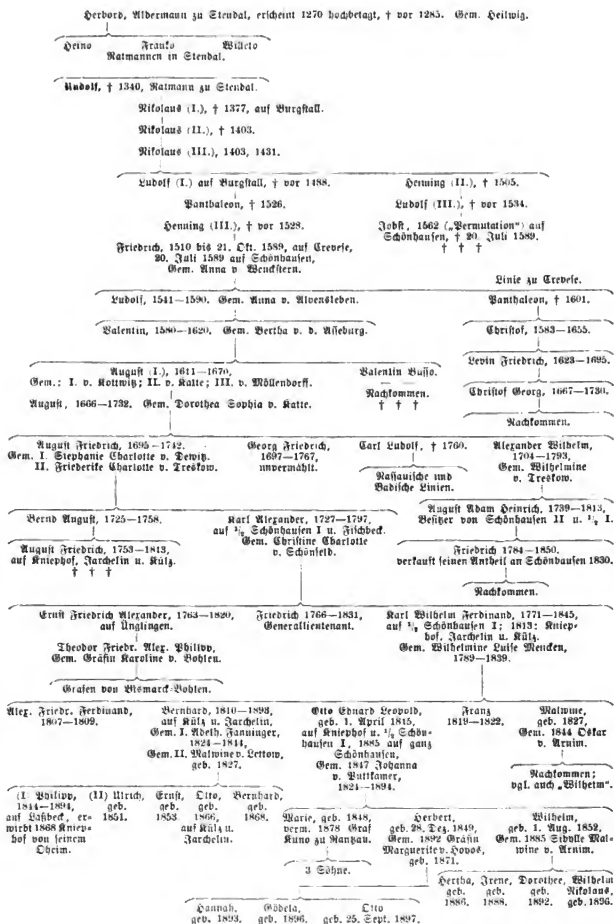 Herbord, Aldermann zu Stendal, erscheint 1270 hochbetagt, † vor 1285. Gem. Heilwig.
Heino Franko Willeko
Ratmannen in Stendal.
Rudolf, † 1340, Ratmann zu Stendal.
Nikolaus (I.), † 1377, auf Burgstall.
Nikolaus (II.), † 1403.
Nikolaus (III.), 1403, 1431.
Ludolf (I.) auf Burgstall, † vor 1488. Henning (II.), † 1505.
Panthaleon, † 1526. Ludolf (III.), † vor 1534.
Henning (III.), † vor 1528. Jobst, 1562 („Permutation“) auf
Schönhausen, † 20. Juli 1589.
† † †
Friedrich, 1510 bis 21. Okt. 1589, auf Crevese,
20. Juli 1589 auf Schönhausen,
Gem. Anna v. Wenckstern.
Linie zu Crevese.
Ludolf, 1541—1590. Gem. Anna v. Alvensleben. Panthaleon, † 1601.
Valentin, 1580—1620. Gem. Bertha v. d. Asseburg. Christof, 1583—1655.
Levin Friedrich, 1623—1695.
August (I.), 1611—1670, Valentin Busso.
Gem.: I. v. Kottwitz; II. v. Katte; III. v. Möllendorff. Nachkommen. Christof Georg, 1667—1730.
August, 1666—1732. Gem. Dorothea Sophia v. Katte. † † † Nachkommen.
August Friedrich, 1695—1742. Georg Friedrich, Carl Ludolf, † 1760. Alexander Wilhelm,
Gem. I. Stephanie Charlotte v. Dewitz. 1697—1767, 1704—1793,
II. Friederike Charlotte v. Treskow. unvermählt. Nassauische und Gem. Wilhelmine
Badische Linien. v. Treskow.
Bernd August, 1725—1758. Karl Alexander, 1727—1797, August Adam Heinrich, 1739—1813,
auf ½ Schönhausen I u. Fischbeck. Besitzer von Schönhausen II u. ½ I.
August Friedrich, 1753—1813, Gem. Christine Charlotte
auf Kniephof, Jarchelin u. Külz. v. Schönfeld. Friedrich 1784—1850.
† † † verkauft seinen Antheil an Schönhausen 1830.
Nachkommen.
Ernst Friedrich Alexander, 1763—1820, Friedrich 1766—1831, Karl Wilhelm Ferdinand, 1771—1845,
auf Ünglingen. Generallieutenant. auf ½ Schönhausen I; 1813: Kniep-
hof, Jarchelin u. Külz.
Theodor Friedr. Alex. Philipp, Gem. Wilhelmine Luise Mencken,
Gem. Gräfin Karoline v. Bohlen. 1789—1839.
Grafen von Bismarck-Bohlen.
Alex. Friedr. Ferdinand, Bernhard, 1810—1893, Otto Eduard Leopold, Franz Malwine,
1807—1809. auf Külz u. Jarchelin, geb. 1. April 1815, 1819—1822. geb. 1827,
Gem. I. Adelh. Fanninger, auf Kniephof u. ½ Schön- Gem. 1844 Oskar
1824—1844, hausen I, 1885 auf ganz v. Arnim.
Gem. II. Malwine v. Lettow, Schönhausen,
geb. 1827. Gem. 1847 Johanna
v. Puttkamer, Nachkommen;
1824—1894. vgl. auch „Wilhelm“.
(I) Philipp, (II) Ulrich, Ernst, Otto, Bernhard,
1844—1894, geb. geb. geb. geb.
auf Laßbeck, er- 1851. 1853. 1866, 1868.
wirbt 1868 Kniep- auf Külz u.
hof von seinem Jarchelin.
Oheim.
Marie, geb. 1848, Herbert, Wilhelm,
verm. 1878 Graf geb. 28. Dez. 1849, geb. 1. Aug. 1852,
Kuno zu Rantzau. Gem. 1892 Gräfin Gem. 1885 Sibylle Mal-
Marguerite v. Hoyos, wine v. Arnim.
geb. 1871.
3 Söhne.
Hertha, Irene, Dorothee, Wilhelm
geb. geb. geb. Nikolaus,
1886. 1888. 1892. geb. 1896.
Hannah, Gödela, Otto
geb. 1893. geb. 1896. geb. 25. Sept. 1897.